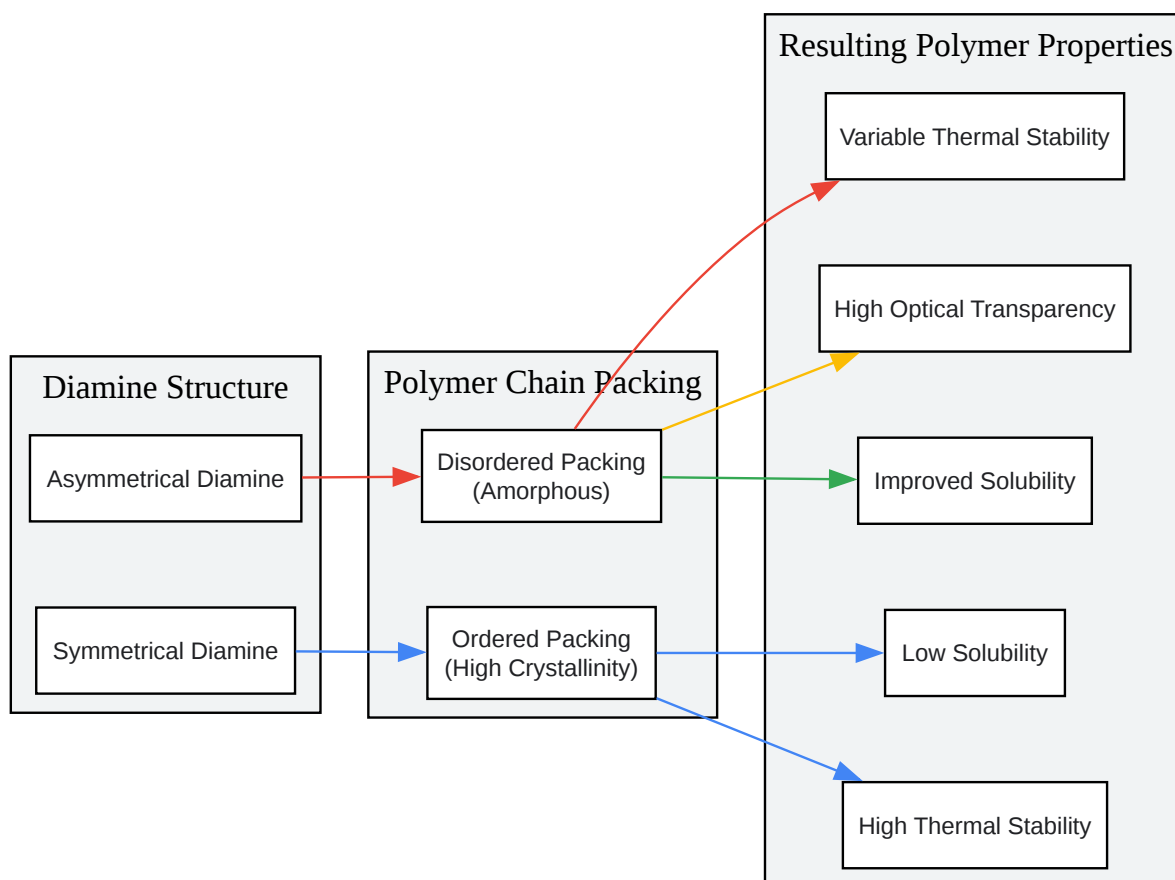 Diamine Structure
Asymmetrical Diamine
Symmetrical Diamine
Polymer Chain Packing
Disordered Packing
(Amorphous)
Ordered Packing
(High Crystallinity)
Resulting Polymer Properties
Variable Thermal Stability
High Optical Transparency
Improved Solubility
Low Solubility
High Thermal Stability